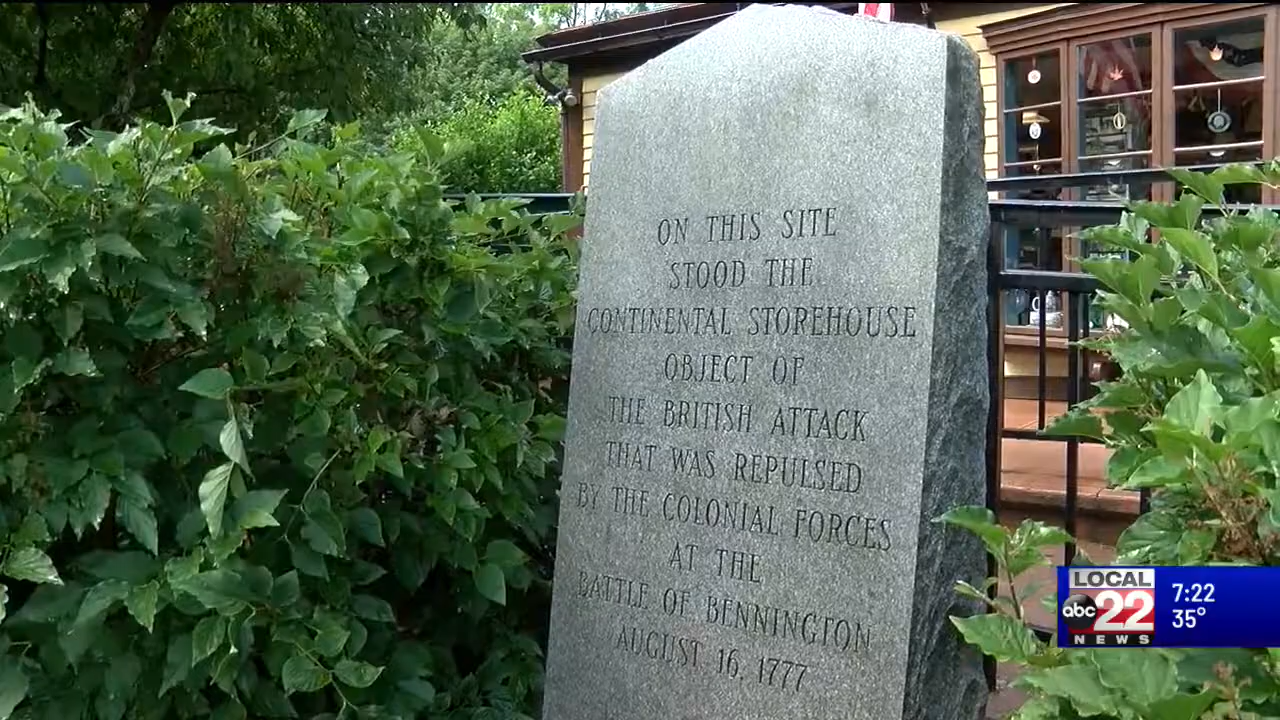 ON THIS SITE
STOOD THE
CONTINENTAL STOREHOUSE
OBJECT OF
THE BRITISH ATTACK
THAT WAS REPULSED
BY THE COLONIAL FORCES
AT THE
BATTLE OF BENNINGTON
AUGUST 16, 1777
LOCAL
abc 22
NEWS
7:22
35°